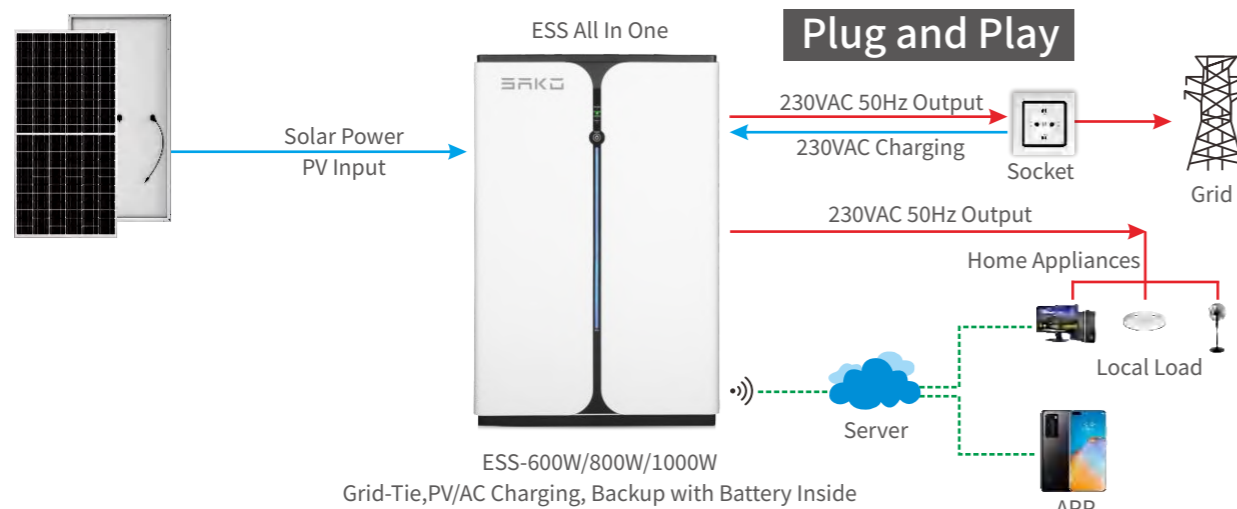 ESS All In One
Plug and Play
SAKO
230VAC 50Hz Output
230VAC Charging
Solar Power
PV Input
Socket
Grid
230VAC 50Hz Output
Home Appliances
Local Load
Server
ESS-600W/800W/1000W
Grid-Tie,PV/AC Charging, Backup with Battery Inside
APP